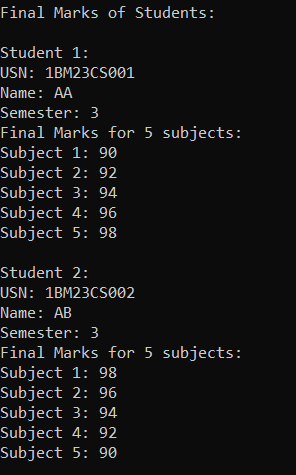 Final Marks of Students:
Student 1:
USN: 1BM23CS001
Name: AA
Semester: 3
Final Marks for 5 subjects:
Subject 1: 90
Subject 2: 92
Subject 3: 94
Subject 4: 96
Subject 5: 98
Student 2:
USN: 1BM23CS002
Name: AB
Semester: 3
Final Marks for 5 subjects:
Subject 1: 98
Subject 2: 96
Subject 3: 94
Subject 4: 92
Subject 5: 90